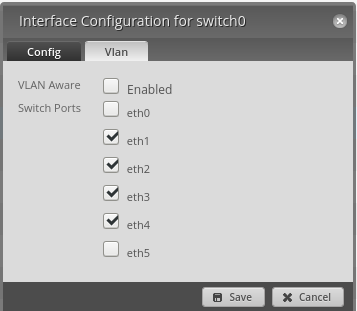 Interface Configuration for switch0
Config Vlan
VLAN Aware Enabled
Switch Ports eth0
eth1
eth2
eth3
eth4
eth5
Save Cancel